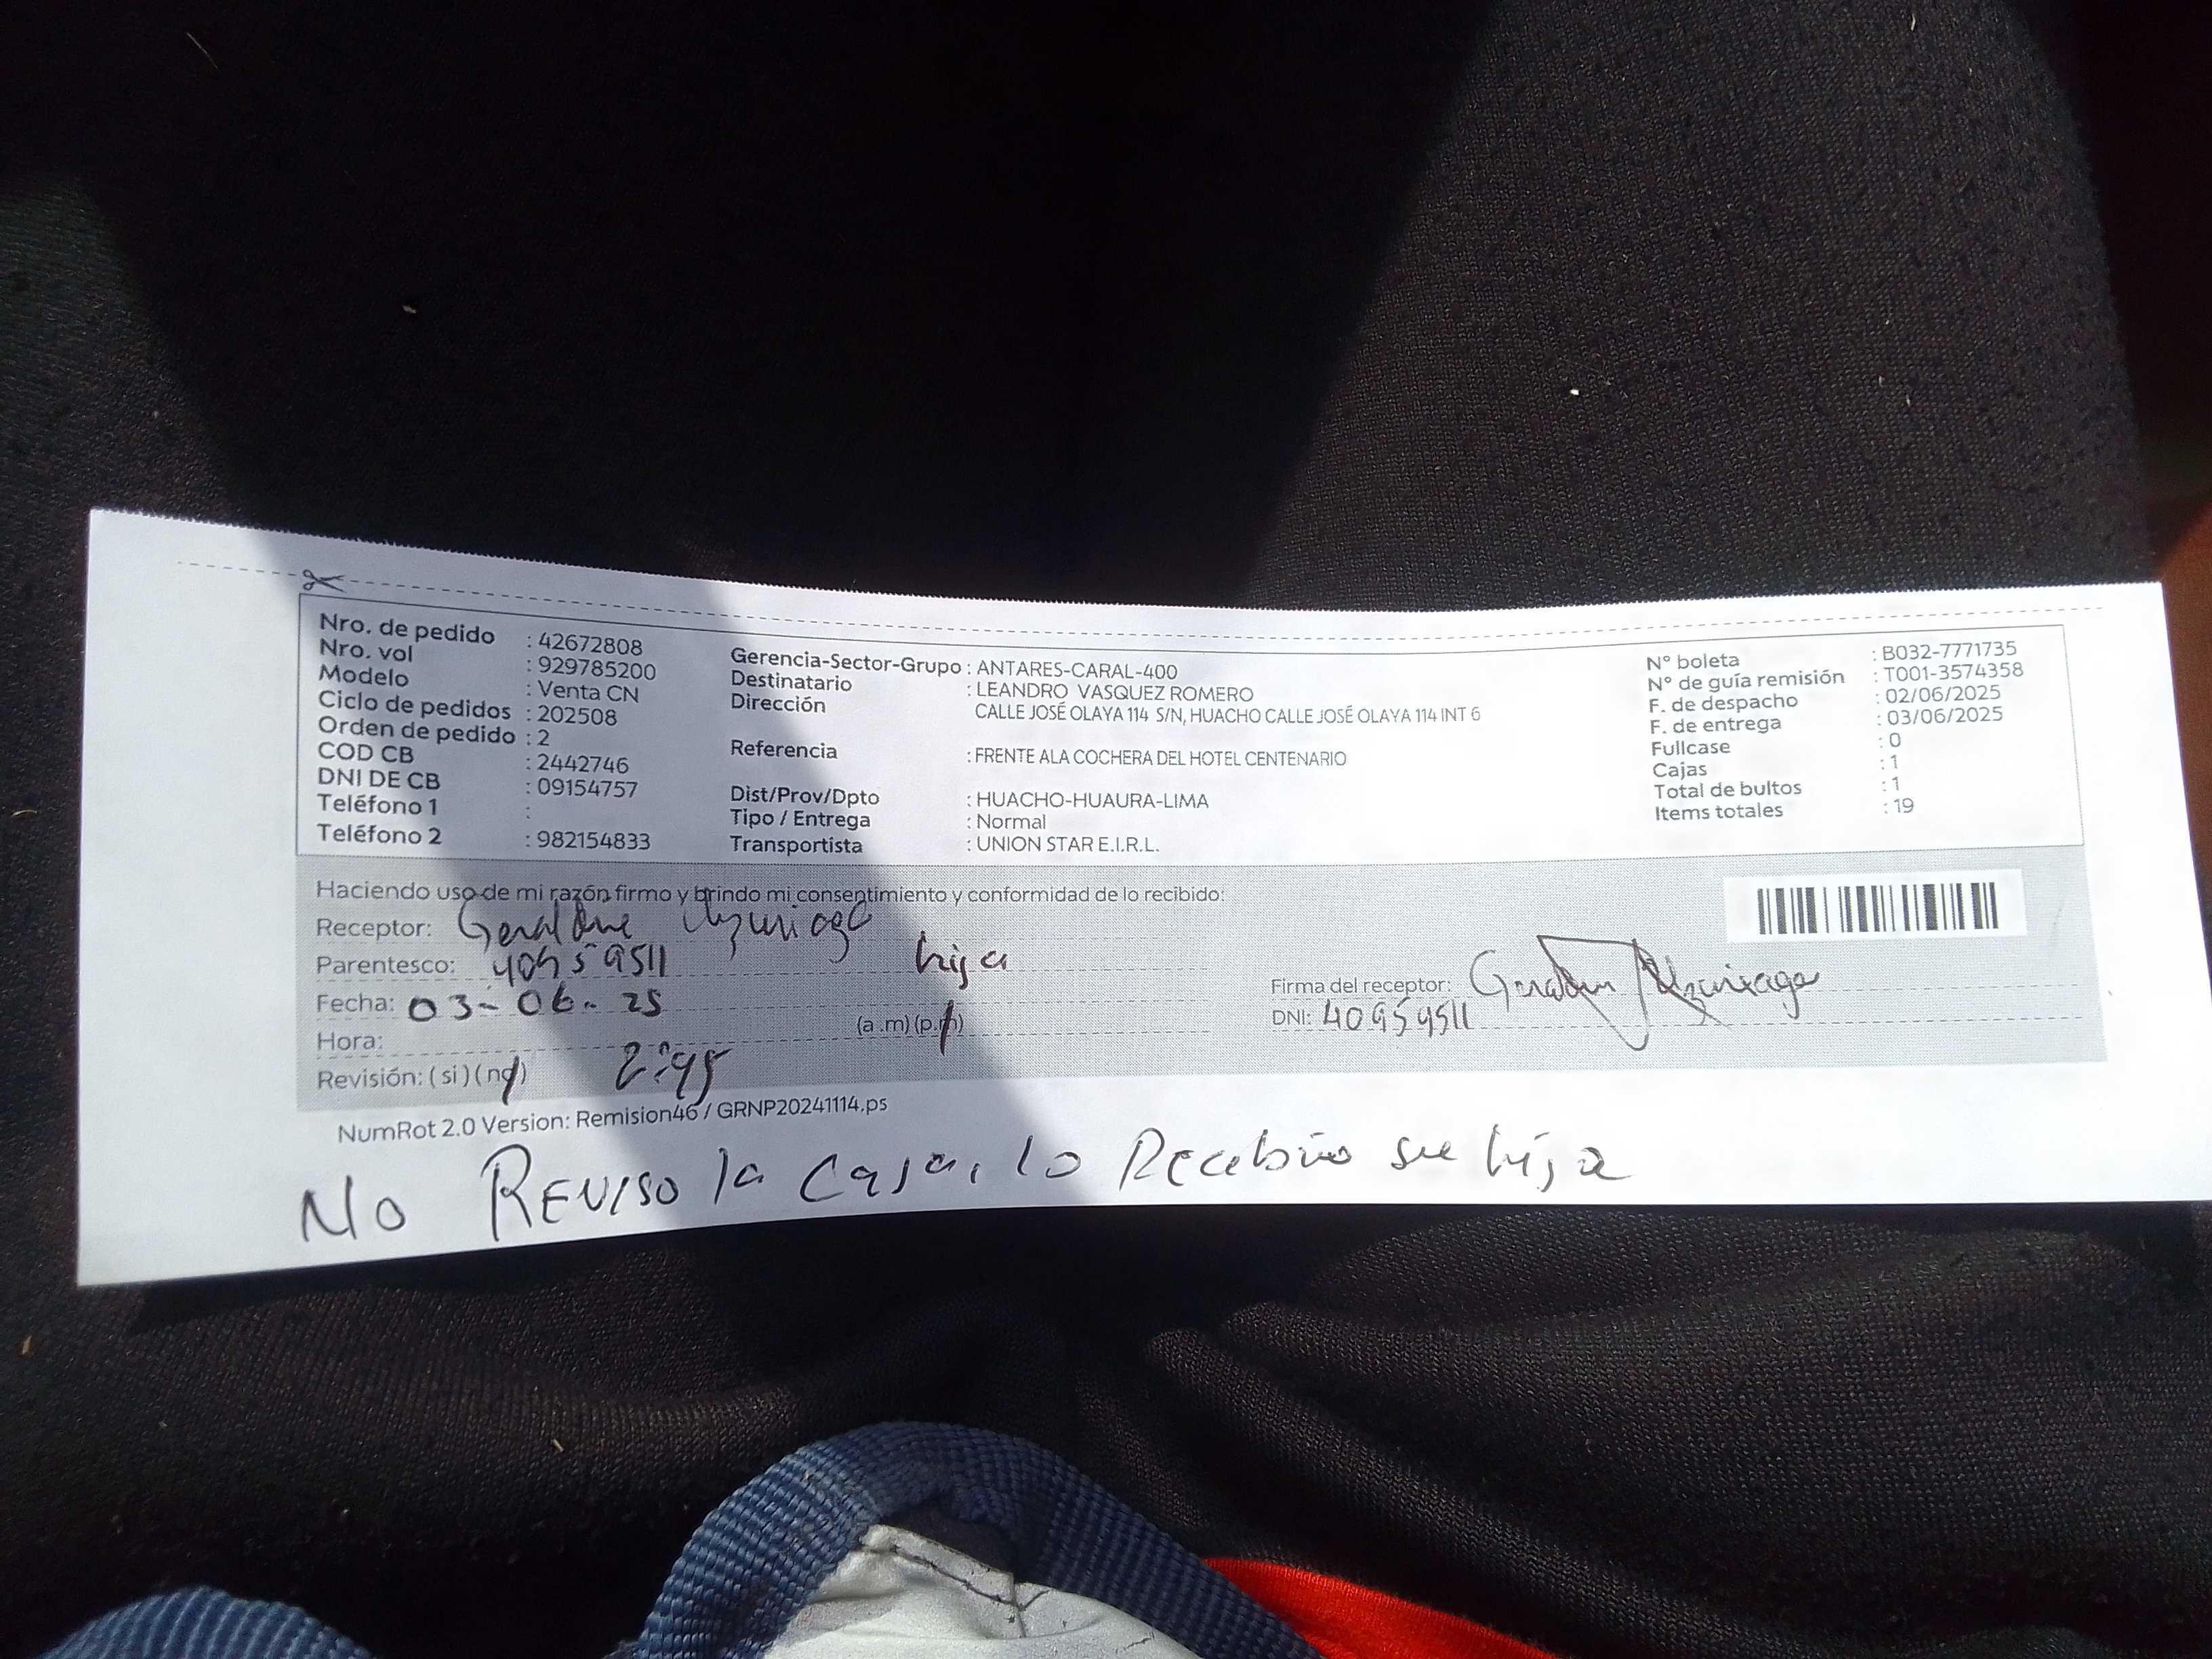 Nro. de pedido : 42672808
Nro. vol : 929785200
Modelo : Venta CN
Ciclo de pedidos : 202508
Orden de pedido : 2
COD CB : 2442746
DNI DE CB : 09154757
Teléfono 1 :
Teléfono 2 : 982154833
Gerencia-Sector-Grupo : ANTARES-CARAL-400
Destinatario : LEANDRO VASQUEZ ROMERO
Dirección CALLE JOSÉ OLAYA 114 S/N, HUACHO CALLE JOSÉ OLAYA 114 INT 6
Referencia : FRENTE ALA COCHERA DEL HOTEL CENTENARIO
Dist/Prov/Dpto : HUACHO-HUAURA-LIMA
Tipo / Entrega : Normal
Transportista : UNION STAR E.I.R.L.
N° boleta : B032-7771735
N° de guía remisión : T001-3574358
F. de despacho : 02/06/2025
F. de entrega : 03/06/2025
Fullcase : 0
Cajas : 1
Total de bultos : 1
Items totales : 19
Haciendo uso de mi razón firmo y brindo mi consentimiento y conformidad de lo recibido:
Receptor:
Parentesco: 40959511 hija
Fecha: 03-06-25
Hora: (a.m) (p.m)
Revisión: (si) (no) 2:45
Firma del receptor:
DNI: 40959511
NumRot 2.0 Version: Remision46 / GRNP20241114.ps
No REVISO la Caja, lo Recibio su hija